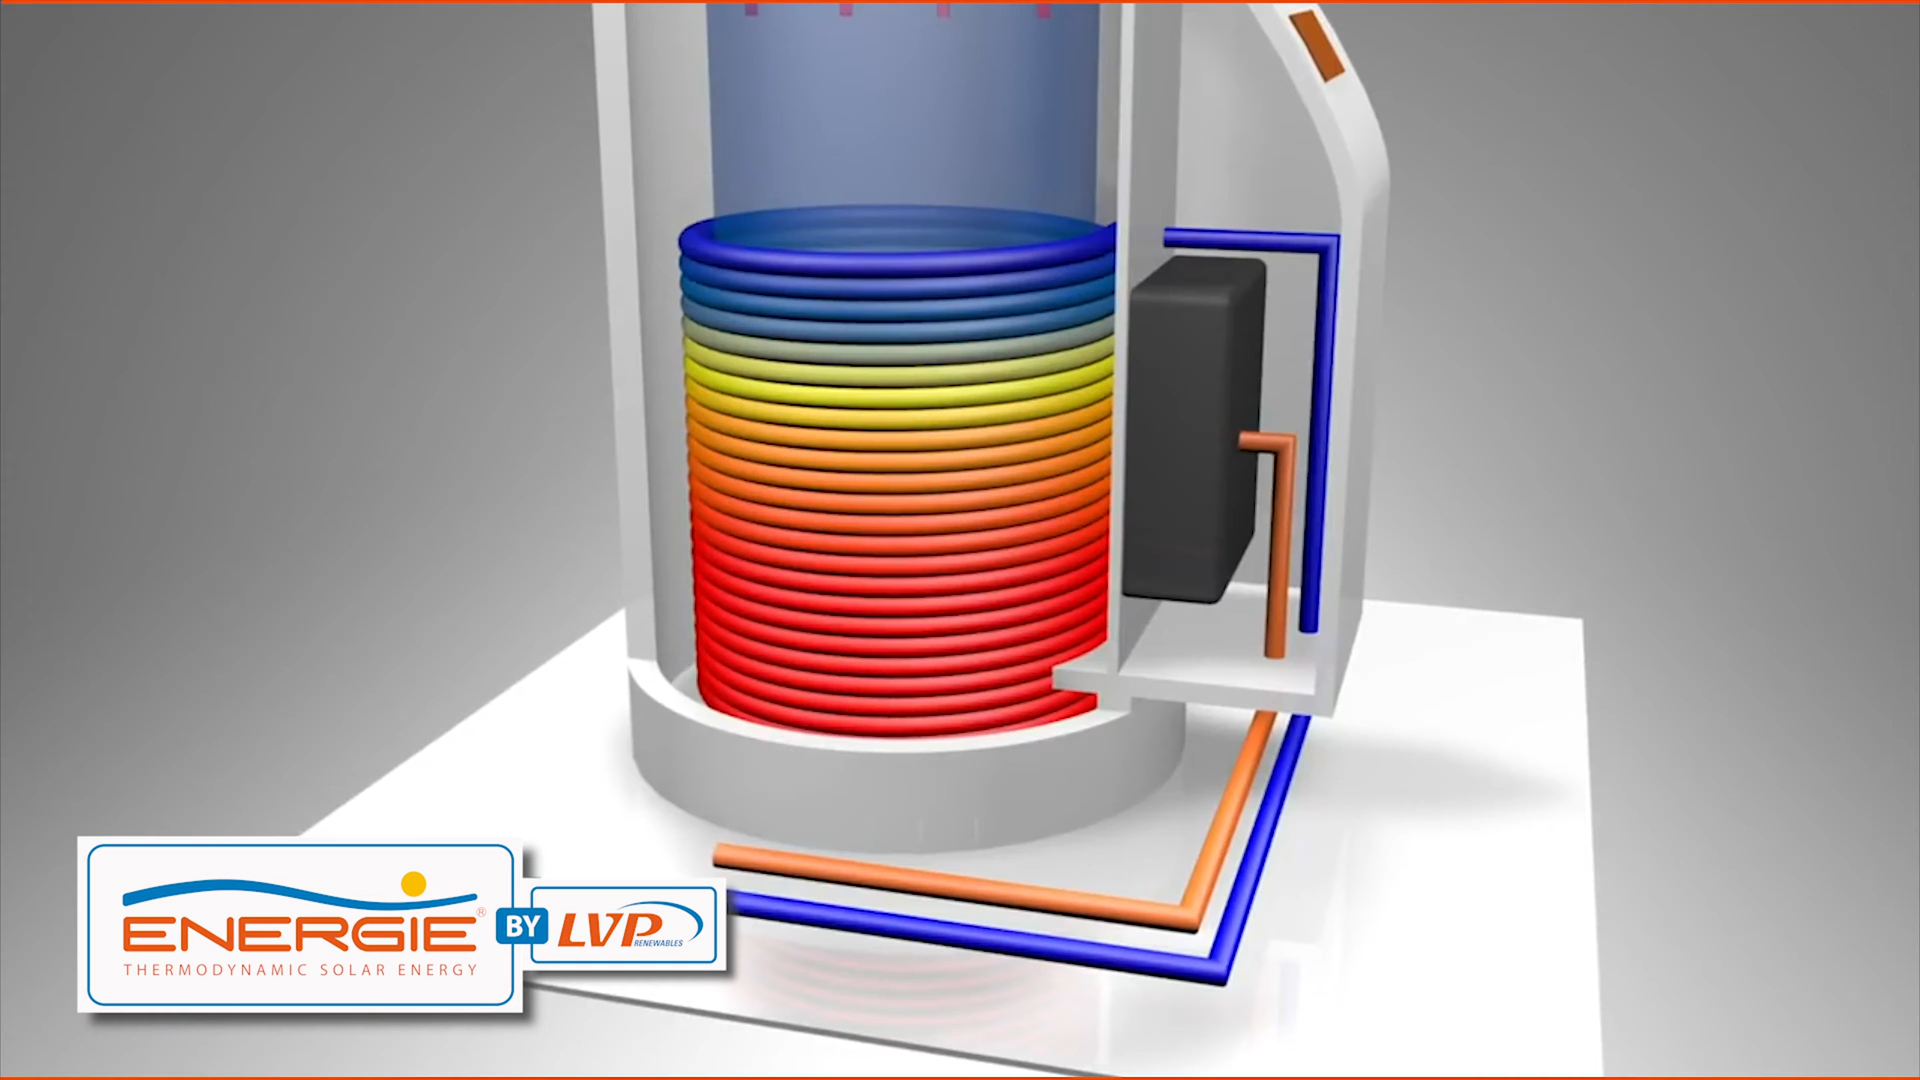 ENERGIE®
THERMODYNAMIC SOLAR ENERGY
BY
LVP
RENEWABLES